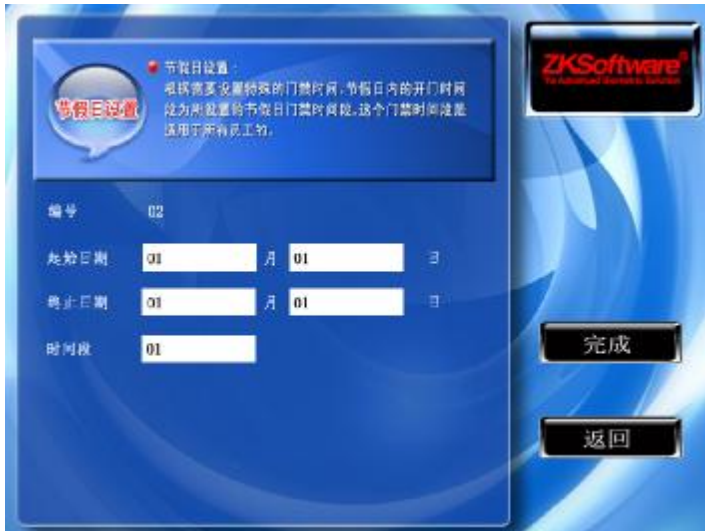 节假日设置
节假日设置：
根据需要设置特殊的门禁时间，节假日内的开门时间
段为所设置的节假日门禁时间段，这个门禁时间段是
适用于所有员工的。
ZKSoftware
编号 02
起始日期 01 月 01 日
终止日期 01 月 01 日
时间段 01
完成
返回